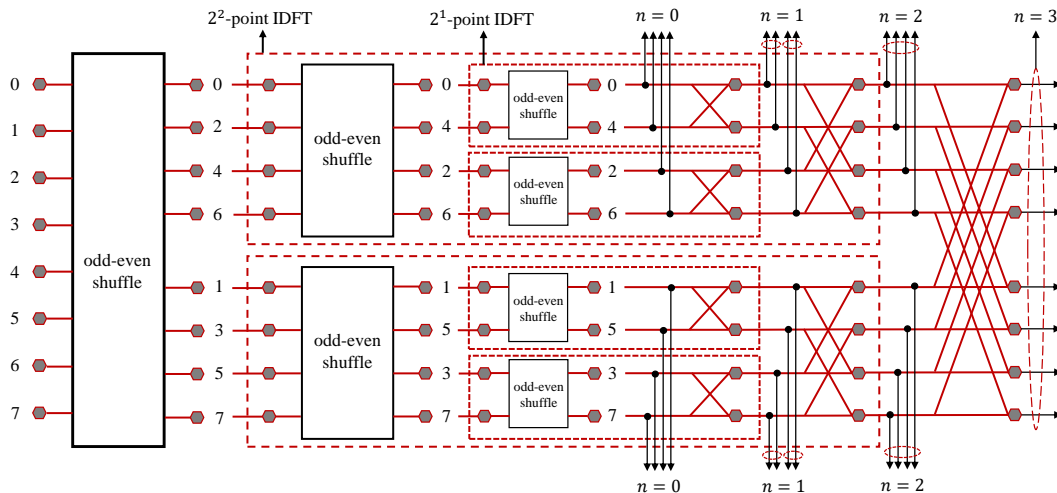 2²-point IDFT
2¹-point IDFT
n = 0
n = 1
n = 2
n = 3
0
1
2
3
4
5
6
7
odd-even
shuffle
0
2
4
6
1
3
5
7
odd-even
shuffle
0
4
2
6
odd-even
shuffle
1
5
3
7
odd-even
shuffle
0
4
odd-even
shuffle
2
6
odd-even
shuffle
1
5
odd-even
shuffle
3
7
n = 0
n = 1
n = 2